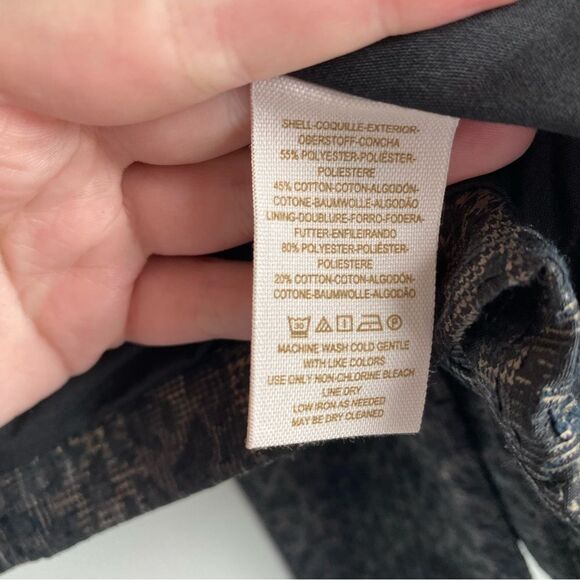 SHELL-COQUILLE-EXTERIOR-
OBERSTOFF-CONCHA
55% POLYESTER-POLIÉSTER-
POLIESTERE
45% COTTON-COTON-ALGODÓN-
COTONE-BAUMWOLLE-ALGODÃO
LINING-DOUBLURE-FORRO-FODERA-
FUTTER-ENFILEIRANDO
80% POLYESTER-POLIÉSTER-
POLIESTERE
20% COTTON-COTON-ALGODÓN-
COTONE-BAUMWOLLE-ALGODÃO
30 P
MACHINE WASH COLD GENTLE
WITH LIKE COLORS
USE ONLY NON-CHLORINE BLEACH
LINE DRY
LOW IRON AS NEEDED
MAY BE DRY CLEANED